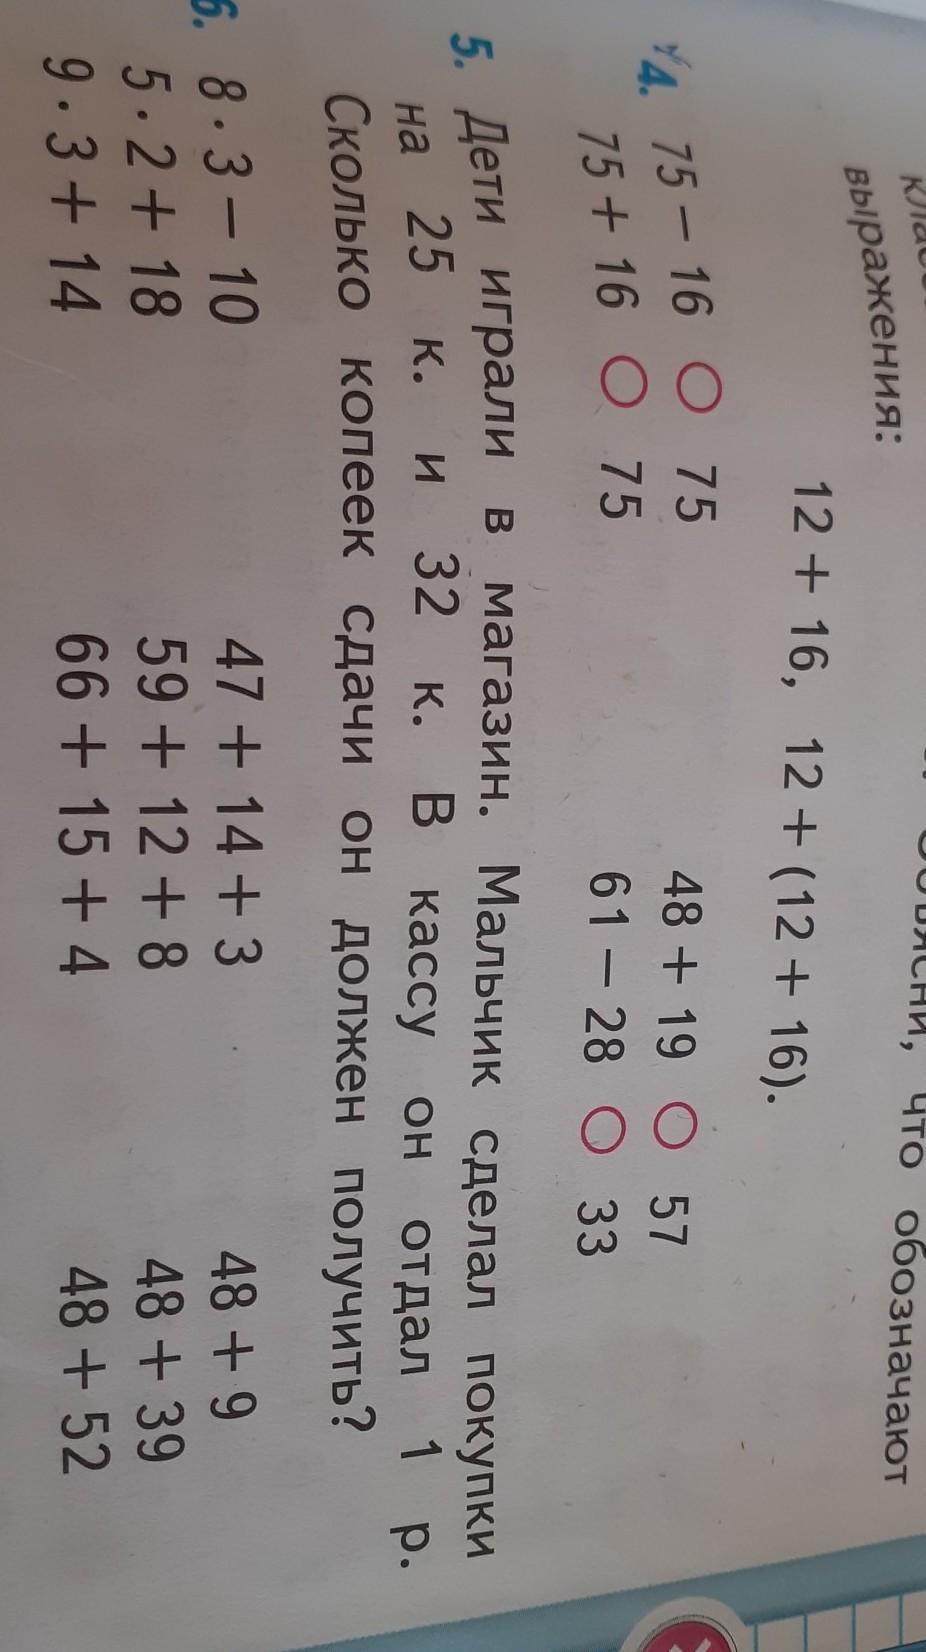 что обозначают
выражения:
12 + 16, 12 + (12 + 16).
4. 75 − 16 ○ 75 48 + 19 ○ 57
75 + 16 ○ 75 61 − 28 ○ 33
5. Дети играли в магазин. Мальчик сделал покупки
на 25 к. и 32 к. В кассу он отдал 1 р.
Сколько копеек сдачи он должен получить?
6. 8 · 3 − 10 47 + 14 + 3 48 + 9
5 · 2 + 18 59 + 12 + 8 48 + 39
9 · 3 + 14 66 + 15 + 4 48 + 52